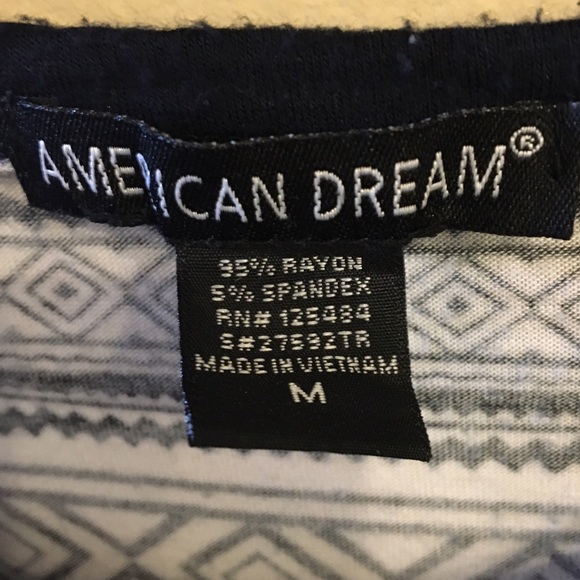 AMERICAN DREAM®
95% RAYON
5% SPANDEX
RN# 125484
S#27592TR
MADE IN VIETNAM
M